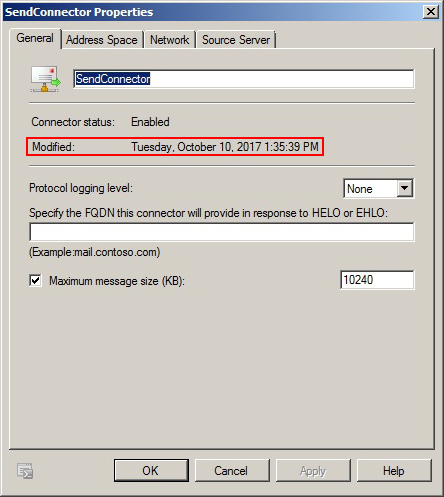 SendConnector Properties
General Address Space Network Source Server
SendConnector
Connector status: Enabled
Modified: Tuesday, October 10, 2017 1:35:39 PM
Protocol logging level: None
Specify the FQDN this connector will provide in response to HELO or EHLO:
(Example:mail.contoso.com)
Maximum message size (KB): 10240
OK Cancel Apply Help